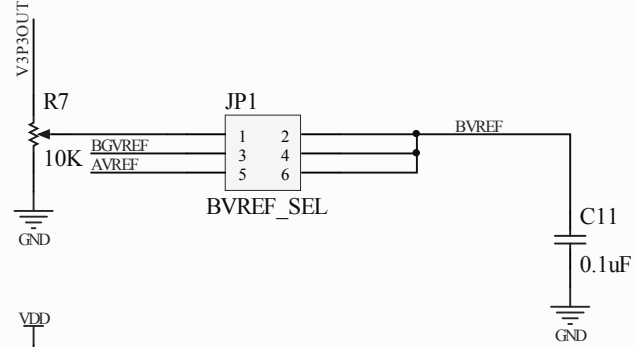 V3P3OUT
R7
10K
GND
JP1
1 2
3 4
5 6
BVREF_SEL
BGVREF
AVREF
BVREF
C11
0.1uF
GND
VDD